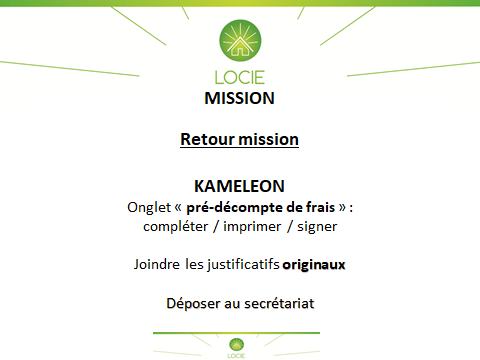 LOCIE
MISSION
Retour mission
KAMELEON
Onglet « pré-décompte de frais » :
compléter / imprimer / signer
Joindre les justificatifs originaux
Déposer au secrétariat
LOCIE